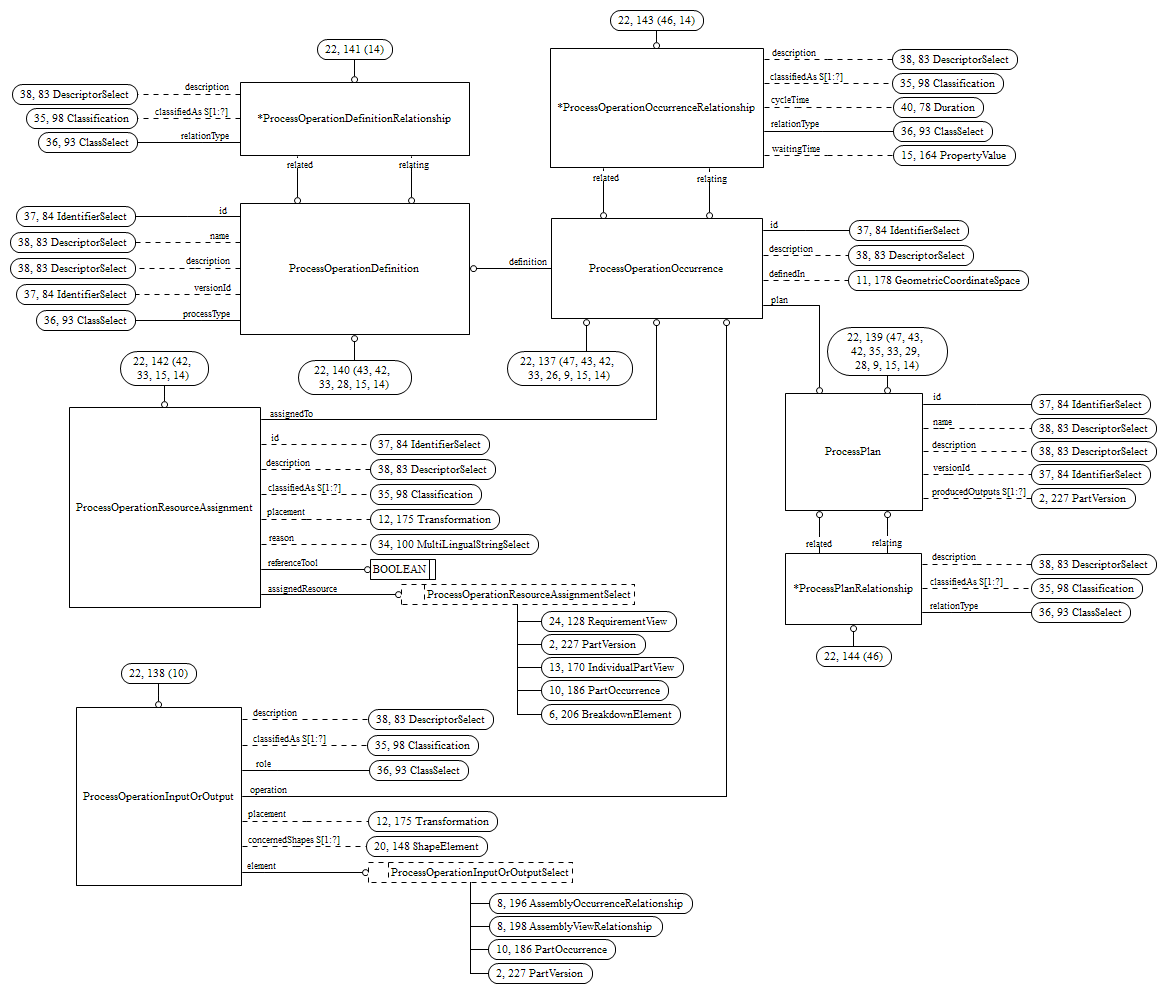 22, 143 (46, 14)
22, 141 (14)
description
38, 83 DescriptorSelect
classifiedAs S[1:?]
35, 98 Classification
relationType
36, 93 ClassSelect
*ProcessOperationDefinitionRelationship
related
relating
*ProcessOperationOccurrenceRelationship
description
38, 83 DescriptorSelect
classifiedAs S[1:?]
35, 98 Classification
cycleTime
40, 78 Duration
relationType
36, 93 ClassSelect
waitingTime
15, 164 PropertyValue
related
relating
id
37, 84 IdentifierSelect
name
38, 83 DescriptorSelect
description
38, 83 DescriptorSelect
versionId
37, 84 IdentifierSelect
processType
36, 93 ClassSelect
ProcessOperationDefinition
definition
ProcessOperationOccurrence
id
37, 84 IdentifierSelect
description
38, 83 DescriptorSelect
definedIn
11, 178 GeometricCoordinateSpace
plan
22, 142 (42,
33, 15, 14)
22, 140 (43, 42,
33, 28, 15, 14)
22, 137 (47, 43, 42,
33, 26, 9, 15, 14)
22, 139 (47, 43,
42, 35, 33, 29,
28, 9, 15, 14)
ProcessOperationResourceAssignment
assignedTo
id
37, 84 IdentifierSelect
description
38, 83 DescriptorSelect
classifiedAs S[1:?]
35, 98 Classification
placement
12, 175 Transformation
reason
34, 100 MultiLingualStringSelect
referenceTool
BOOLEAN
assignedResource
ProcessOperationResourceAssignmentSelect
24, 128 RequirementView
2, 227 PartVersion
13, 170 IndividualPartView
10, 186 PartOccurrence
6, 206 BreakdownElement
ProcessPlan
id
37, 84 IdentifierSelect
name
38, 83 DescriptorSelect
description
38, 83 DescriptorSelect
versionId
37, 84 IdentifierSelect
producedOutputs S[1:?]
2, 227 PartVersion
related
relating
*ProcessPlanRelationship
description
38, 83 DescriptorSelect
classifiedAs S[1:?]
35, 98 Classification
relationType
36, 93 ClassSelect
22, 144 (46)
22, 138 (10)
ProcessOperationInputOrOutput
description
38, 83 DescriptorSelect
classifiedAs S[1:?]
35, 98 Classification
role
36, 93 ClassSelect
operation
placement
12, 175 Transformation
concernedShapes S[1:?]
20, 148 ShapeElement
element
ProcessOperationInputOrOutputSelect
8, 196 AssemblyOccurrenceRelationship
8, 198 AssemblyViewRelationship
10, 186 PartOccurrence
2, 227 PartVersion